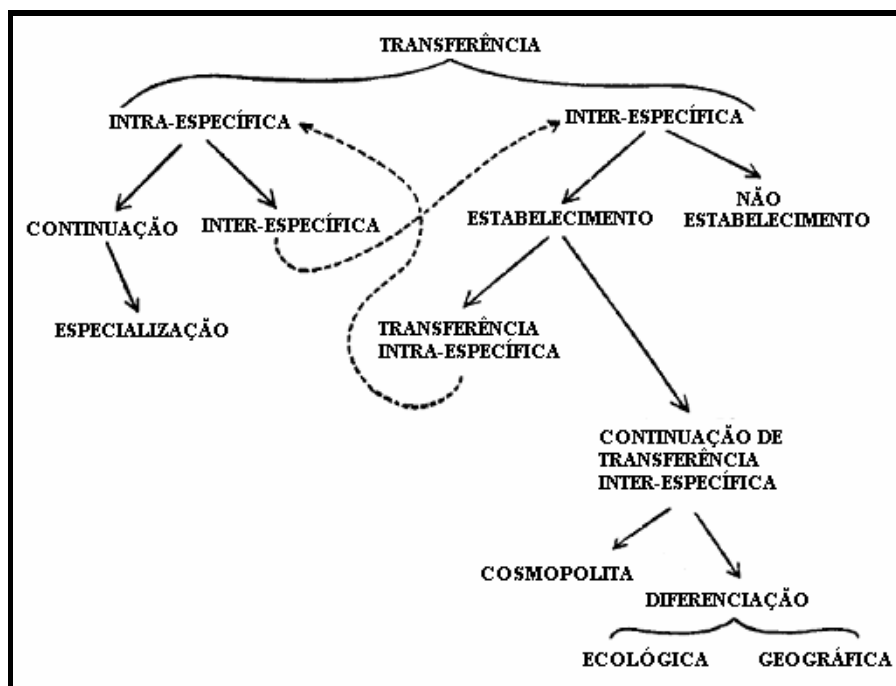 TRANSFERÊNCIA
INTRA-ESPECÍFICA
INTER-ESPECÍFICA
CONTINUAÇÃO
INTER-ESPECÍFICA
ESTABELECIMENTO
NÃO
ESTABELECIMENTO
ESPECIALIZAÇÃO
TRANSFERÊNCIA
INTRA-ESPECÍFICA
CONTINUAÇÃO DE
TRANSFERÊNCIA
INTER-ESPECÍFICA
COSMOPOLITA
DIFERENCIAÇÃO
ECOLÓGICA
GEOGRÁFICA